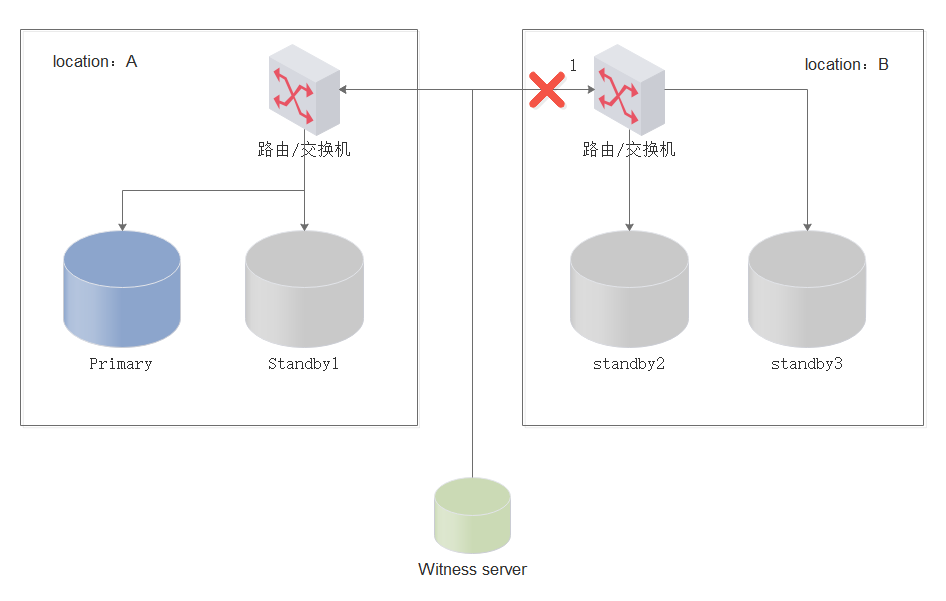 location：A
location：B
1
路由/交换机
路由/交换机
Primary
Standby1
standby2
standby3
Witness server